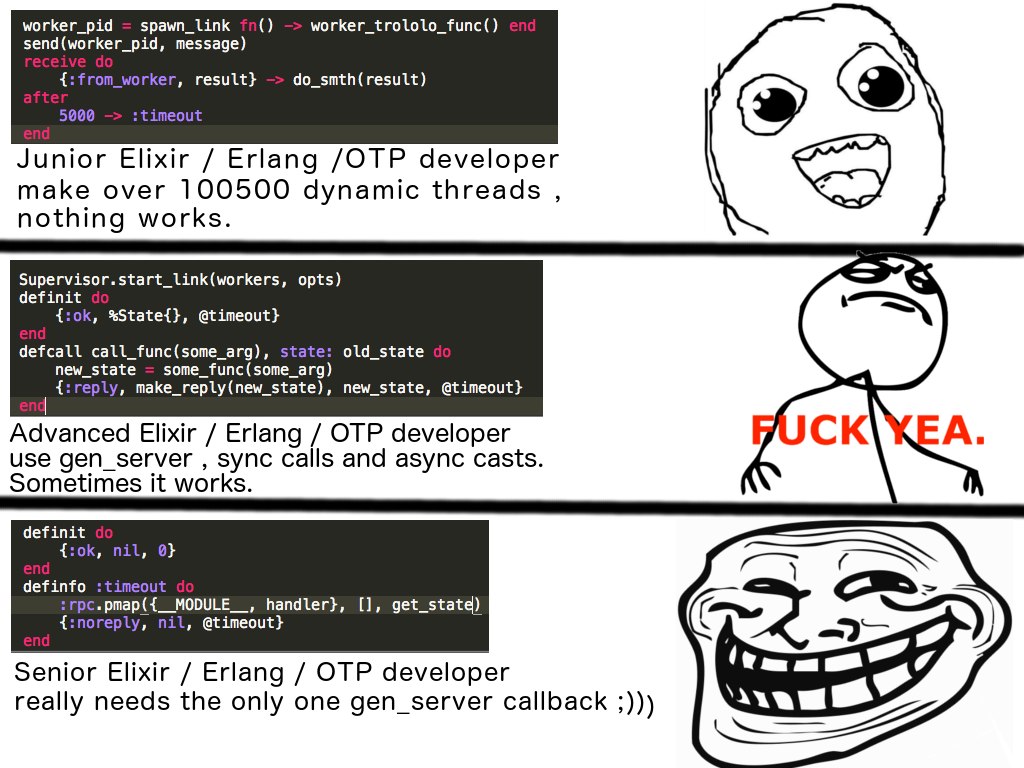 worker_pid = spawn_link fn() -> worker_trololo_func() end
send(worker_pid, message)
receive do
    {:from_worker, result} -> do_smth(result)
after
    5000 -> :timeout
end
Junior Elixir / Erlang /OTP developer
make over 100500 dynamic threads ,
nothing works.
Supervisor.start_link(workers, opts)
definit do
    {:ok, %State{}, @timeout}
end
defcall call_func(some_arg), state: old_state do
    new_state = some_func(some_arg)
    {:reply, make_reply(new_state), new_state, @timeout}
end
FUCK YEA.
Advanced Elixir / Erlang / OTP developer
use gen_server , sync calls and async casts.
Sometimes it works.
definit do
    {:ok, nil, 0}
end
definfo :timeout do
    :rpc.pmap({__MODULE__, handler}, [], get_state)
    {:noreply, nil, @timeout}
end
Senior Elixir / Erlang / OTP developer
really needs the only one gen_server callback ;)))